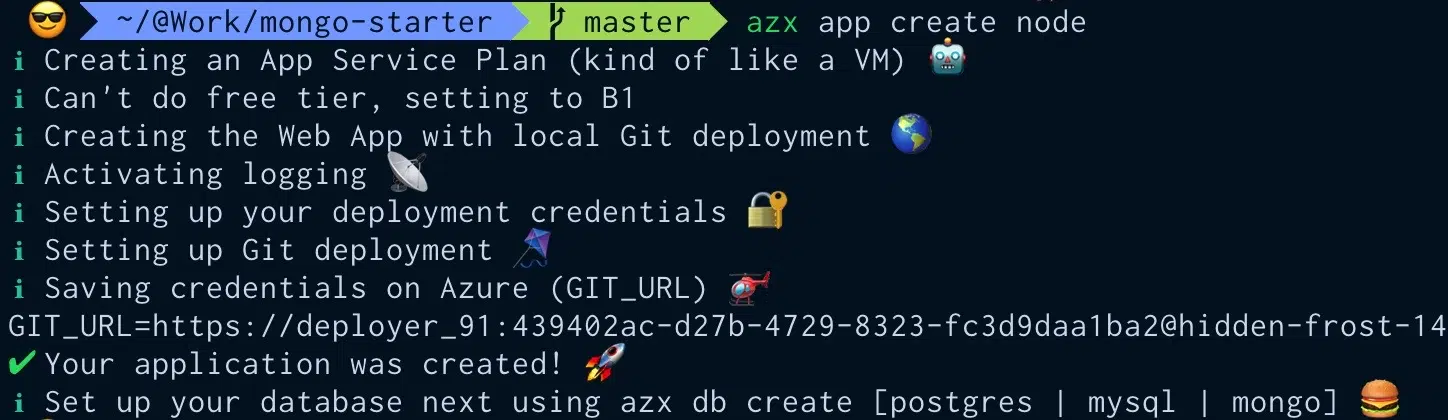 ~/@Work/mongo-starter master azx app create node
i Creating an App Service Plan (kind of like a VM)
i Can't do free tier, setting to B1
i Creating the Web App with local Git deployment
i Activating logging
i Setting up your deployment credentials
i Setting up Git deployment
i Saving credentials on Azure (GIT_URL)
GIT_URL=https://deployer_91:439402ac-d27b-4729-8323-fc3d9daa1ba2@hidden-frost-14
✔ Your application was created!
i Set up your database next using azx db create [postgres | mysql | mongo]